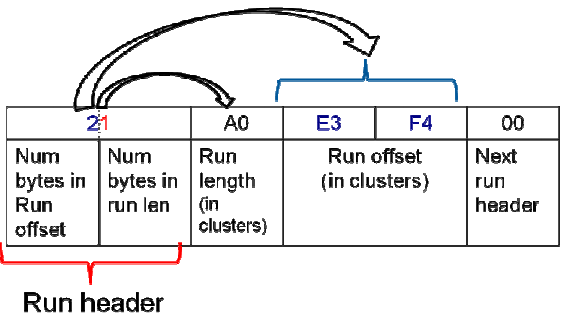 21 A0 E3 F4 00
Num bytes in Run offset
Num bytes in run len
Run length (in clusters)
Run offset (in clusters)
Next run header
Run header